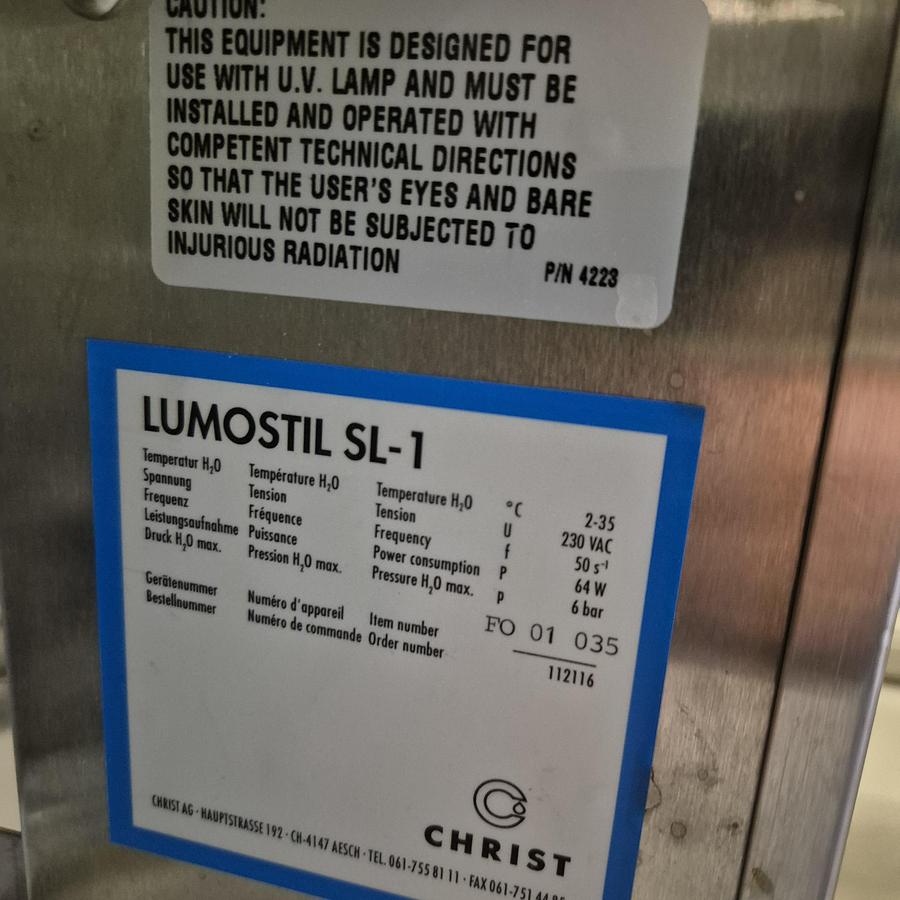 CAUTION:
THIS EQUIPMENT IS DESIGNED FOR
USE WITH U.V. LAMP AND MUST BE
INSTALLED AND OPERATED WITH
COMPETENT TECHNICAL DIRECTIONS
SO THAT THE USER'S EYES AND BARE
SKIN WILL NOT BE SUBJECTED TO
INJURIOUS RADIATION
P/N 4223
LUMOSTIL SL-1
Temperatur H₂O Température H₂O Temperature H₂O °C 2-35
Spannung Tension Tension U 230 VAC
Frequenz Fréquence Frequency f 50 s⁻¹
Leistungsaufnahme Puissance Power consumption P 64 W
Druck H₂O max. Pression H₂O max. Pressure H₂O max. p 6 bar
Gerätenummer Numéro d'appareil Item number FO 01 035
Bestellnummer Numéro de commande Order number 112116
CHRIST
CHRIST AG · HAUPTSTRASSE 192 · CH-4147 AESCH · TEL. 061-755 81 11 · FAX 061-751 44